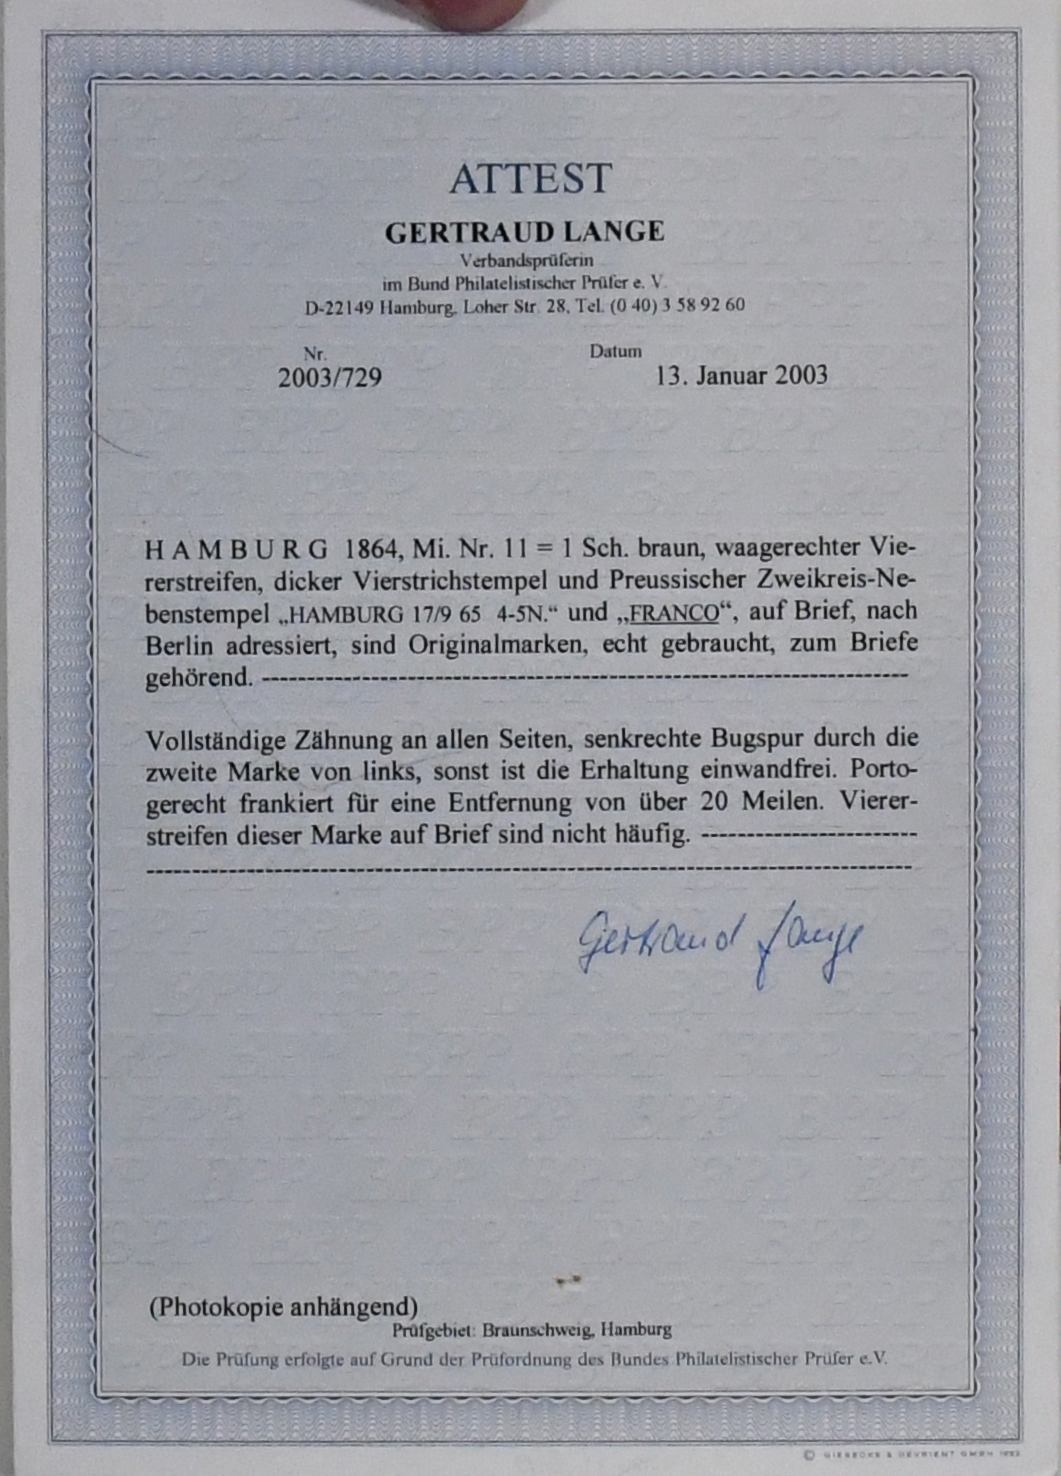 ATTEST
GERTRAUD LANGE
Verbandsprüferin
im Bund Philatelistischer Prüfer e. V.
D-22149 Hamburg, Loher Str. 28, Tel. (0 40) 3 58 92 60
Nr. Datum
2003/729 13. Januar 2003
HAMBURG 1864, Mi. Nr. 11 = 1 Sch. braun, waagerechter Vie-
rerstreifen, dicker Vierstrichstempel und Preussischer Zweikreis-Ne-
benstempel „HAMBURG 17/9 65 4-5N.“ und „FRANCO“, auf Brief, nach
Berlin adressiert, sind Originalmarken, echt gebraucht, zum Briefe
gehörend. ------------------------------------------------------------------------
Vollständige Zähnung an allen Seiten, senkrechte Bugspur durch die
zweite Marke von links, sonst ist die Erhaltung einwandfrei. Porto-
gerecht frankiert für eine Entfernung von über 20 Meilen. Vierer-
streifen dieser Marke auf Brief sind nicht häufig. ------------------------
-------------------------------------------------------------------------------------
Gertraud Lange
(Photokopie anhängend)
Prüfgebiet: Braunschweig, Hamburg
Die Prüfung erfolgte auf Grund der Prüfordnung des Bundes Philatelistischer Prüfer e.V.
© GIESECKE & DEVRIENT GMBH